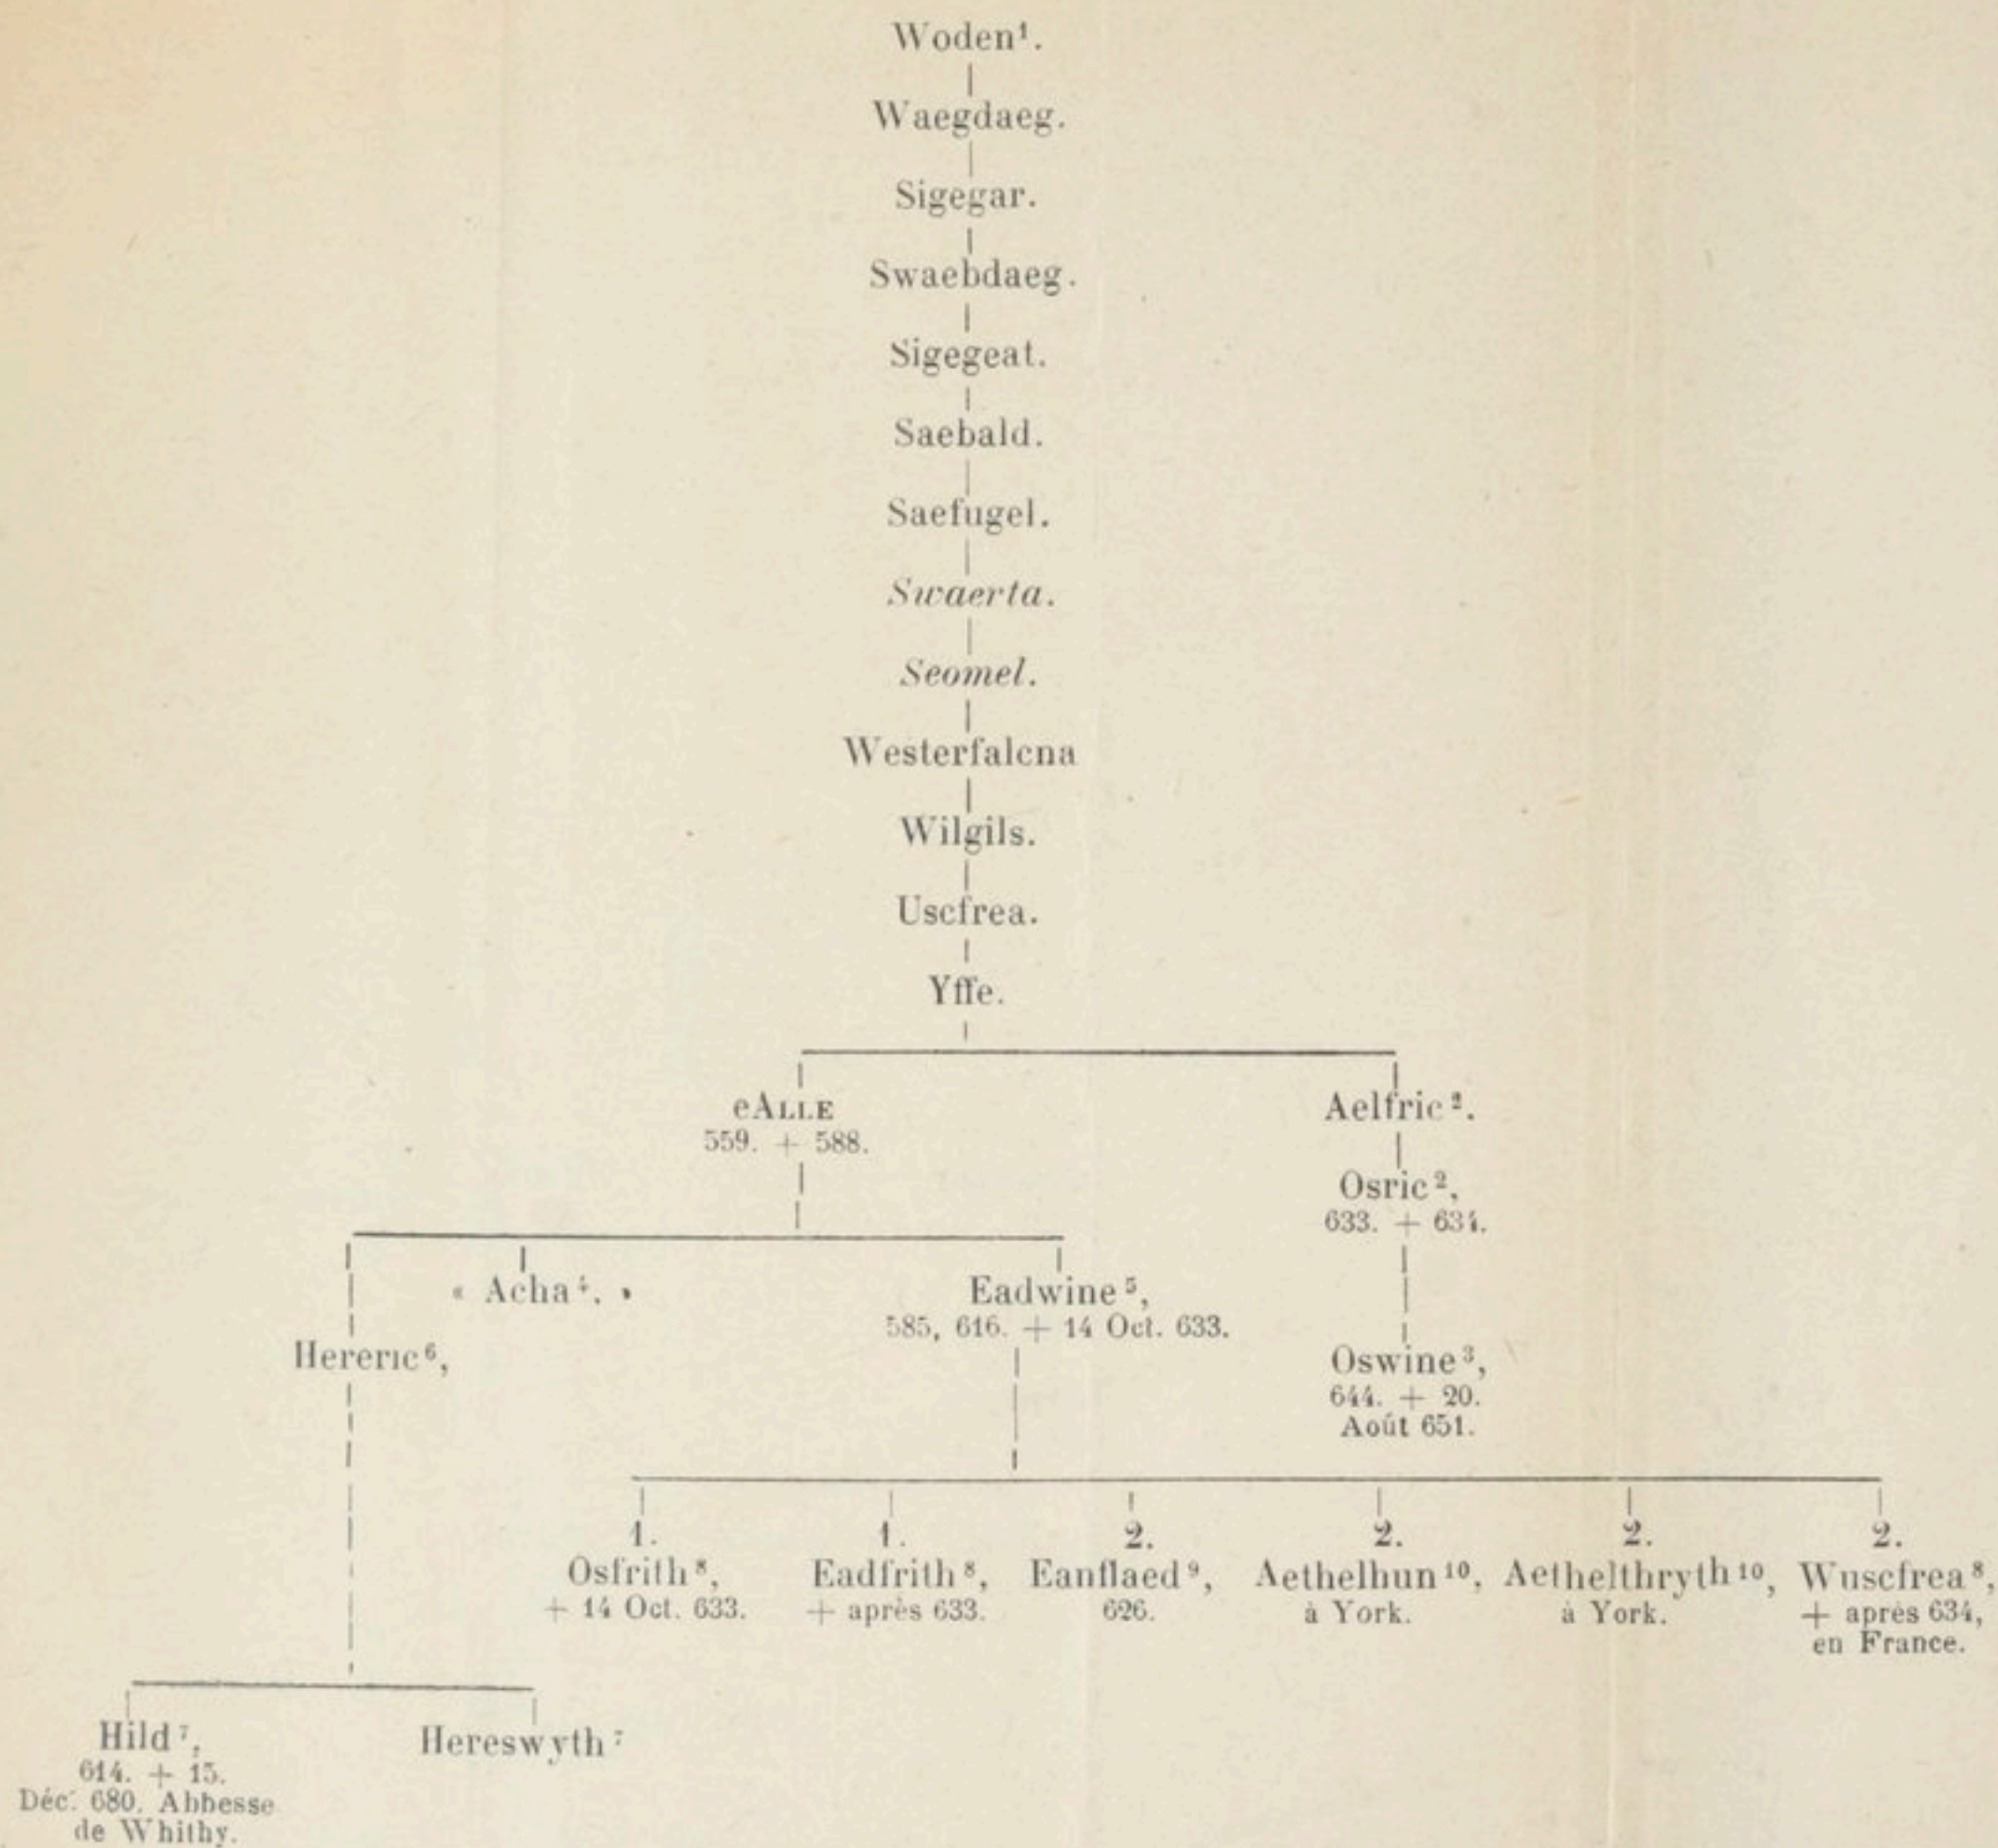 Woden¹.
Waegdaeg.
Sigegar.
Swaebdaeg.
Sigegeat.
Saebald.
Saefugel.
Swaerta.
Seomel.
Westerfalcna
Wilgils.
Uscfrea.
Yffe.
eALLE
559. + 588.
Aelfric².
Osric²,
633. + 634.
« Acha⁴. »
Eadwine⁵,
585, 616. + 14 Oct. 633.
Hereric⁶,
Oswine³,
644. + 20.
Août 651.
1.
Osfrith⁸,
+ 14 Oct. 633.
1.
Eadfrith⁸,
+ après 633.
2.
Eanflaed⁹,
626.
2.
Aethelhun¹⁰,
à York.
2.
Aethelthryth¹⁰,
à York.
2.
Wuscfrea⁸,
+ après 634,
en France.
Hild⁷,
614. + 15.
Déc. 680. Abbesse
de Whithy.
Hereswyth⁷